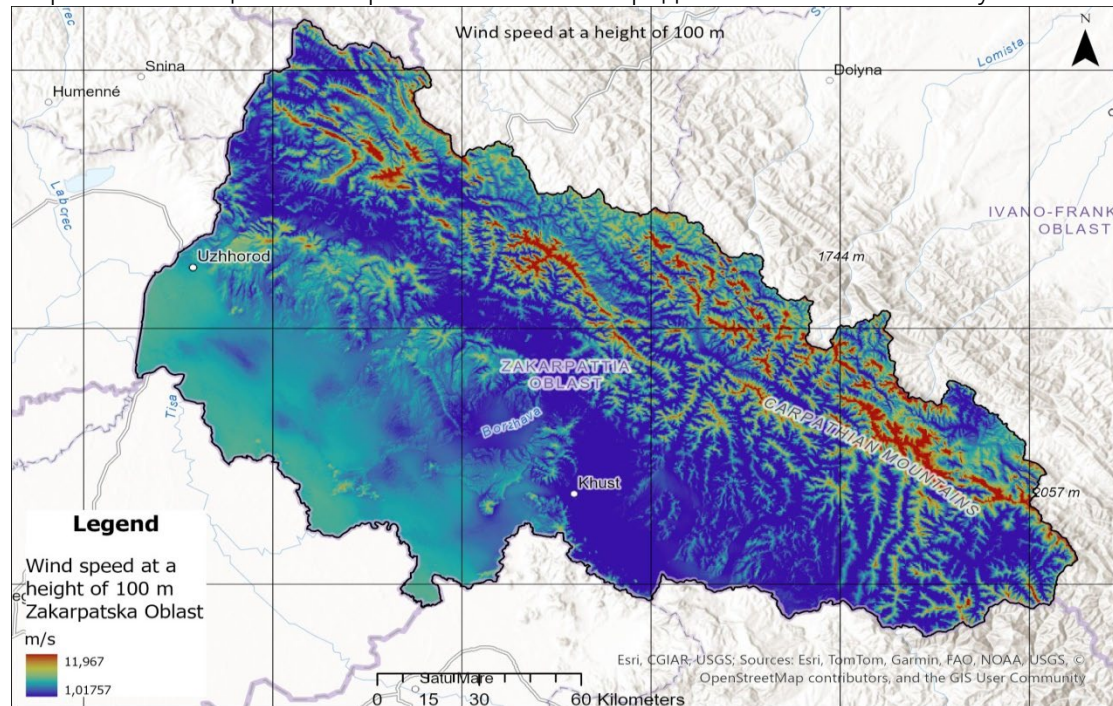 Wind speed at a height of 100 m
N
Snina
Humenné
Dolyna
Lomista
Labcrec
IVANO-FRANK
OBLAST
1744 m
Uzhhorod
ZAKARPATTIA
OBLAST
Tisa
Borzhava
CARPATHIAN MOUNTAINS
Khust
2057 m
Legend
Wind speed at a
height of 100 m
Zakarpatska Oblast
m/s
11,967
1,01757
Satu Mare
0 15 30 60 Kilometers
Esri, CGIAR, USGS; Sources: Esri, TomTom, Garmin, FAO, NOAA, USGS, ©
OpenStreetMap contributors, and the GIS User Community